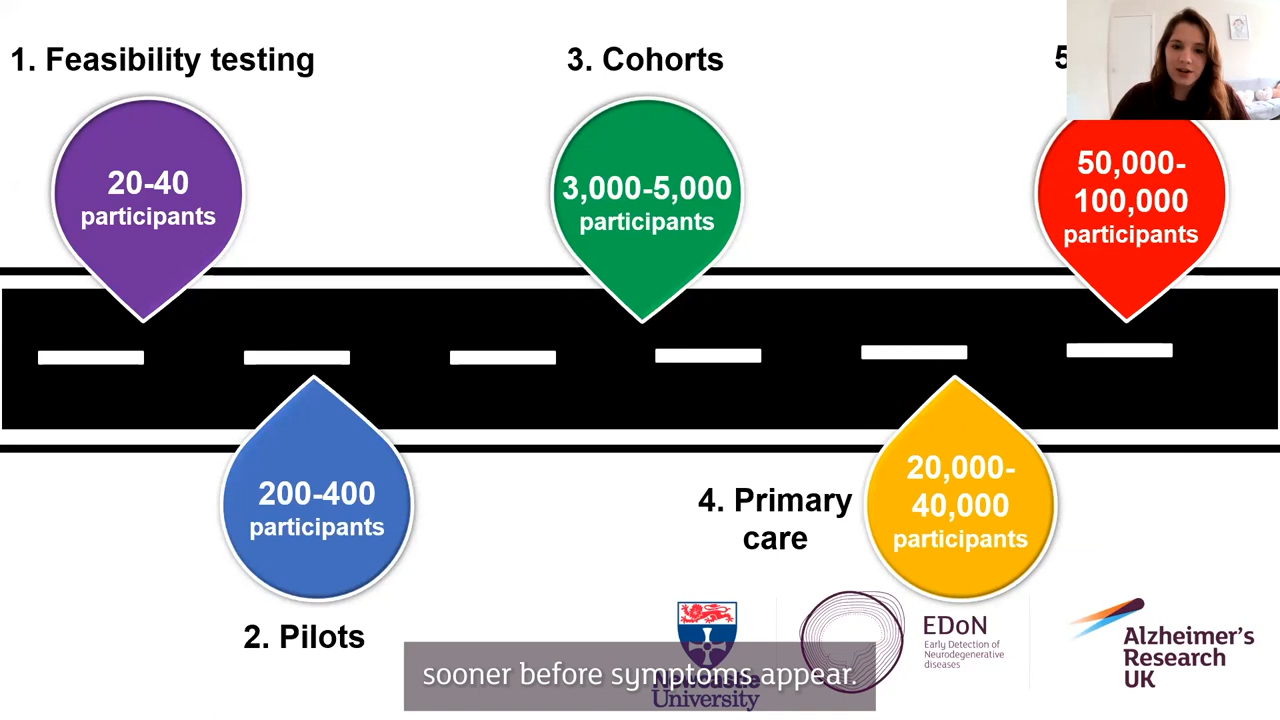 1. Feasibility testing
3. Cohorts
5
20-40
participants
3,000-5,000
participants
50,000-
100,000
participants
200-400
participants
2. Pilots
4. Primary
care
20,000-
40,000
participants
EDoN
Early Detection of
Neurodegenerative
diseases
Alzheimer's
Research
UK
Newcastle
University
sooner before symptoms appear.